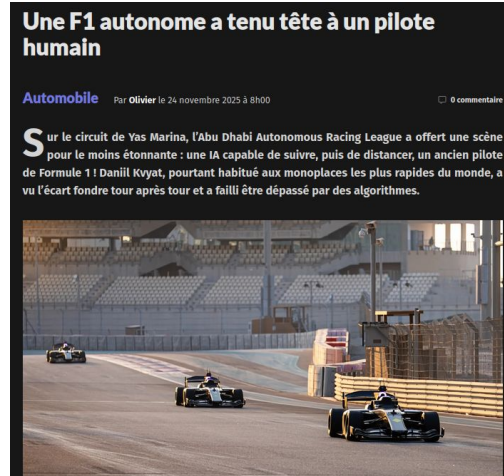 Une F1 autonome a tenu tête à un pilote
humain
Automobile Par Olivier le 24 novembre 2025 à 8h00 0 commentaire
Sur le circuit de Yas Marina, l'Abu Dhabi Autonomous Racing League a offert une scène
pour le moins étonnante : une IA capable de suivre, puis de distancer, un ancien pilote
de Formule 1 ! Daniil Kvyat, pourtant habitué aux monoplaces les plus rapides du monde, a
vu l'écart fondre tour après tour et a failli être dépassé par des algorithmes.